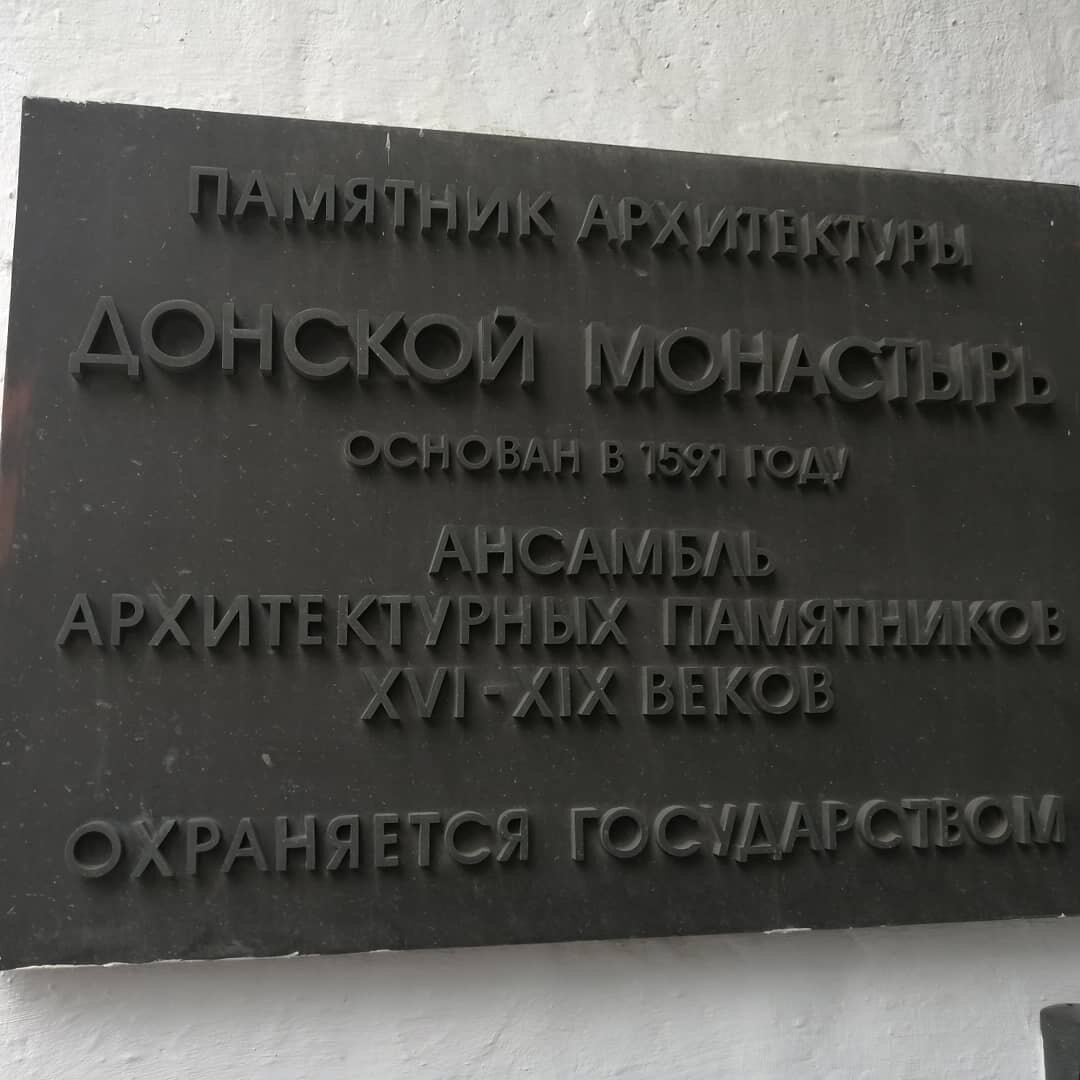 ПАМЯТНИК АРХИТЕКТУРЫ
ДОНСКОЙ МОНАСТЫРЬ
ОСНОВАН В 1591 ГОДУ
АНСАМБЛЬ
АРХИТЕКТУРНЫХ ПАМЯТНИКОВ
XVI-XIX ВЕКОВ
ОХРАНЯЕТСЯ ГОСУДАРСТВОМ